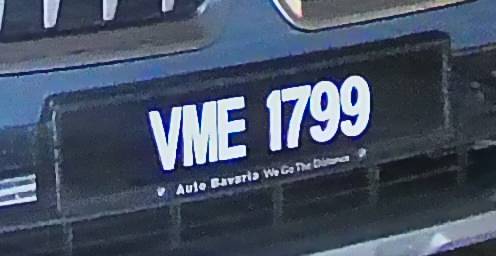 VME 1799
Auto Bavaria We Go The Distance